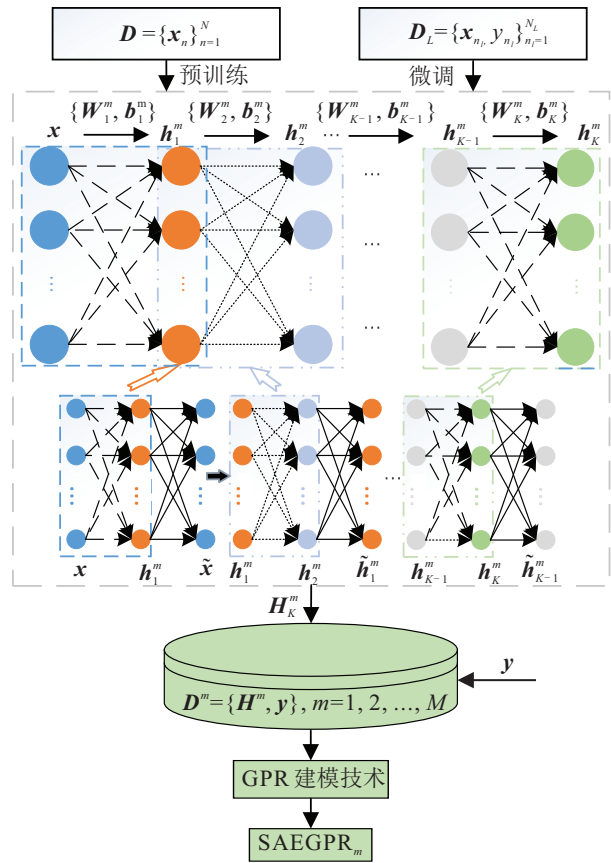 D={x_n}_{n=1}^N
D_L={x_{n_l}, y_{n_l}}_{n_l=1}^{N_L}
预训练
微调
{W_1^m, b_1^m} {W_2^m, b_2^m} {W_{K-1}^m, b_{K-1}^m} {W_K^m, b_K^m}
x h_1^m h_2^m ... h_{K-1}^m h_K^m
x h_1^m x̃ h_1^m h_2^m h̃_1^m h_{K-1}^m h_K^m h̃_{K-1}^m
H_K^m
y
D^m={H^m, y}, m=1, 2, ..., M
GPR 建模技术
SAEGPR_m